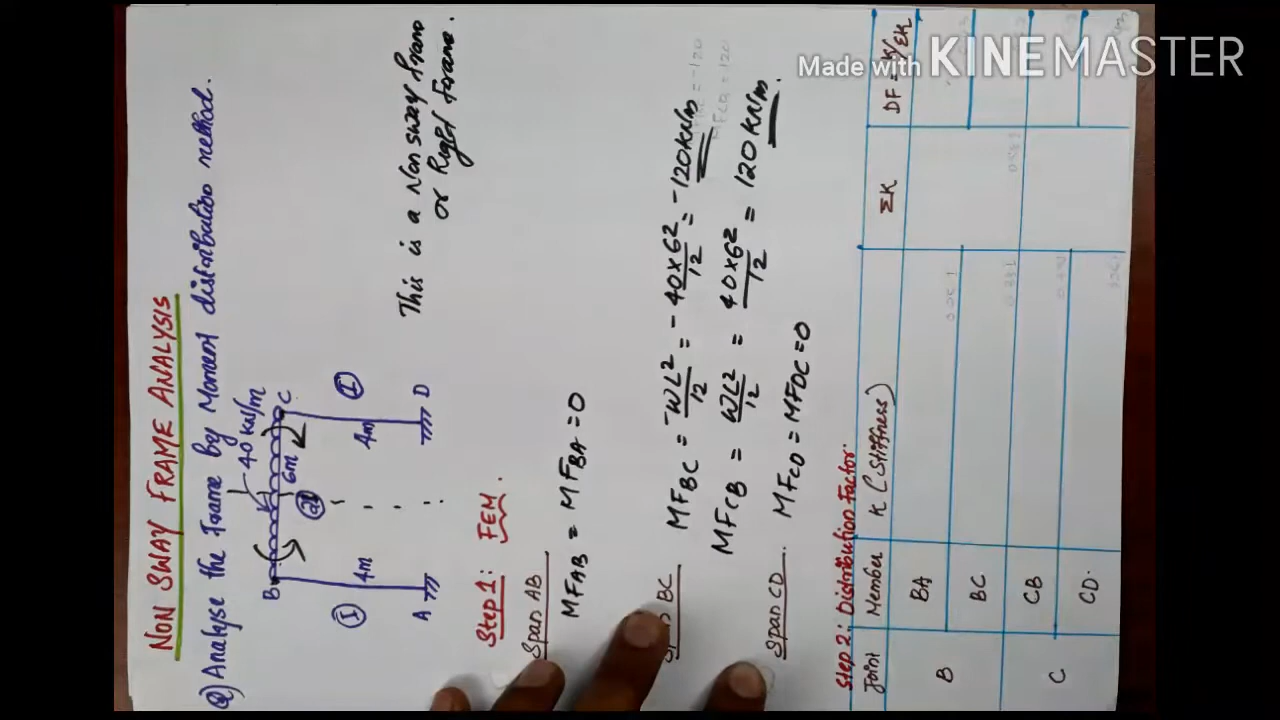 NON SWAY FRAME ANALYSIS
Q) Analyse the Frame by Moment distribution method.
40 kN/m
B
C
6m
2I
I
4m
4m
I
A
D
This is a Non sway Frame
or Right Frame.
Step 1: FEM.
Span AB
MFAB = MFBA = 0
Span BC
MFBC = -WL²/12 = -40×6²/12 = -120 kNm
MFCB = WL²/12 = 40×6²/12 = 120 kNm.
Span CD.
MFCD = MFDC = 0
Step 2: Distribution Factor.
Joint Member K (Stiffness) ΣK DF = K/ΣK
B BA
BC
C CB
CD.
Made with KINEMASTER